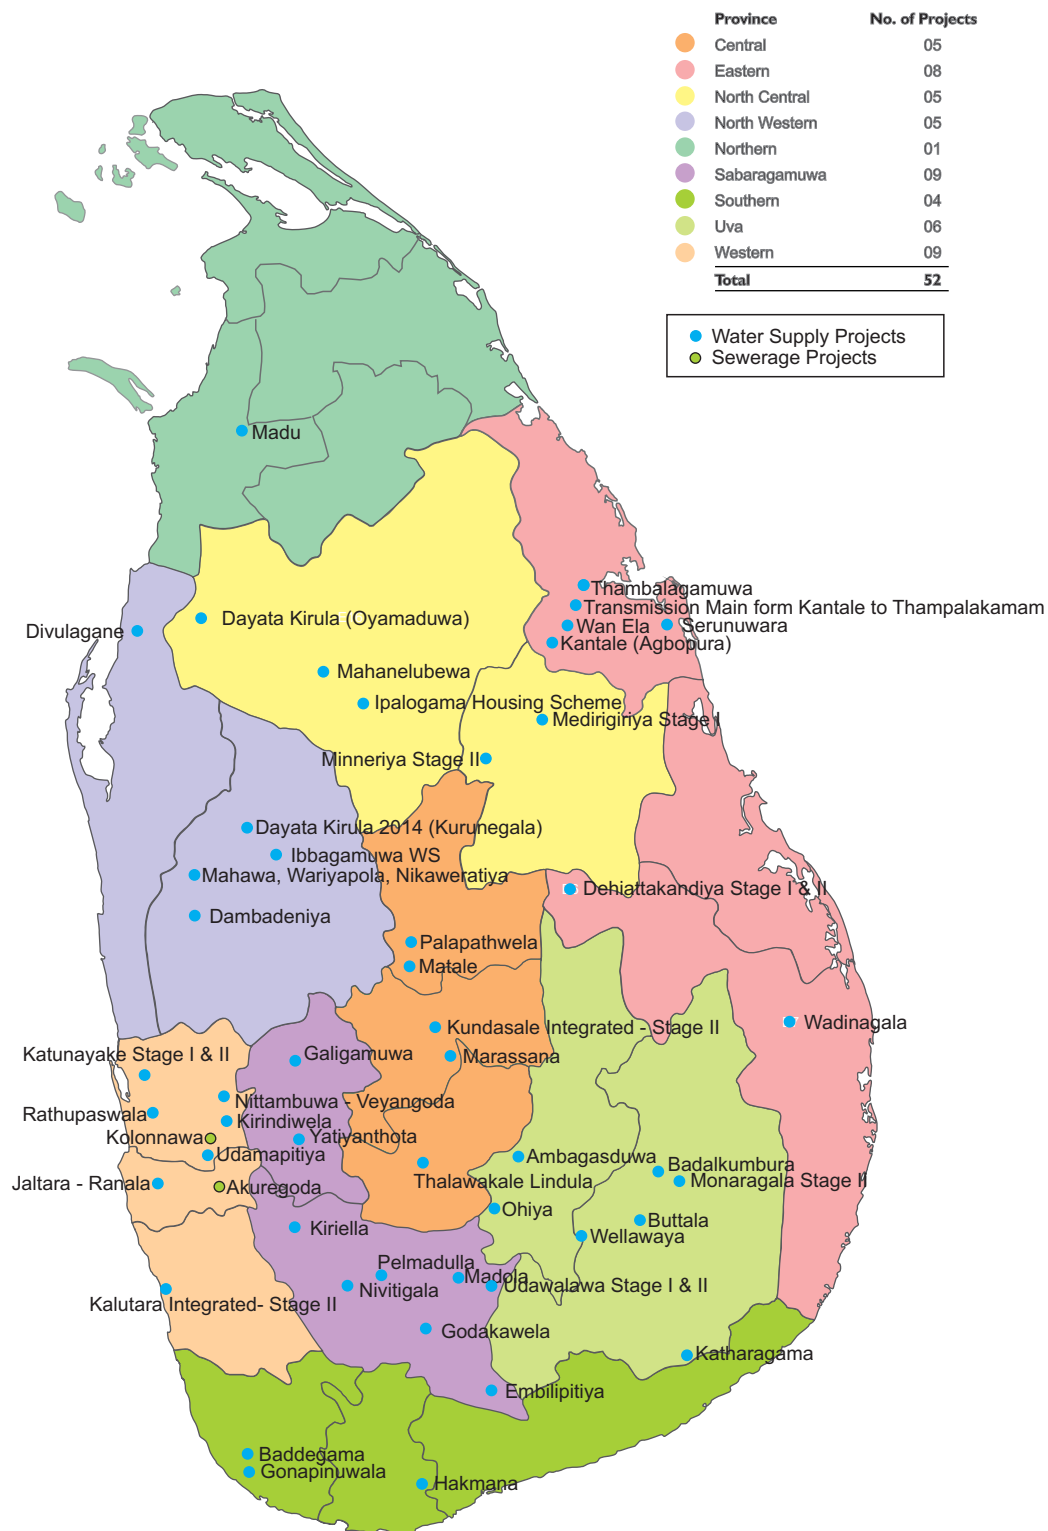 Province No. of Projects
Central 05
Eastern 08
North Central 05
North Western 05
Northern 01
Sabaragamuwa 09
Southern 04
Uva 06
Western 09
Total 52
Water Supply Projects
Sewerage Projects
Madu
Thambalagamuwa
Transmission Main form Kantale to Thampalakamam
Dayata Kirula (Oyamaduwa)
Wan Ela
Serunuwara
Divulagane
Kantale (Agbopura)
Mahanelubewa
Ipalogama Housing Scheme
Medirigiriya Stage I
Minneriya Stage II
Dayata Kirula 2014 (Kurunegala)
Ibbagamuwa WS
Mahawa, Wariyapola, Nikaweratiya
Dehiattakandiya Stage I & II
Dambadeniya
Palapathwela
Matale
Wadinagala
Kundasale Integrated - Stage II
Katunayake Stage I & II
Galigamuwa
Marassana
Nittambuwa - Veyangoda
Rathupaswala
Kirindiwela
Kolonnawa
Yatiyanthota
Udamapitiya
Ambagasduwa
Badalkumbura
Thalawakale Lindula
Monaragala Stage II
Jaltara - Ranala
Akuregoda
Ohiya
Buttala
Kiriella
Wellawaya
Pelmadulla
Madola
Udawalawa Stage I & II
Nivitigala
Kalutara Integrated- Stage II
Godakawela
Katharagama
Embilipitiya
Baddegama
Gonapinuwala
Hakmana